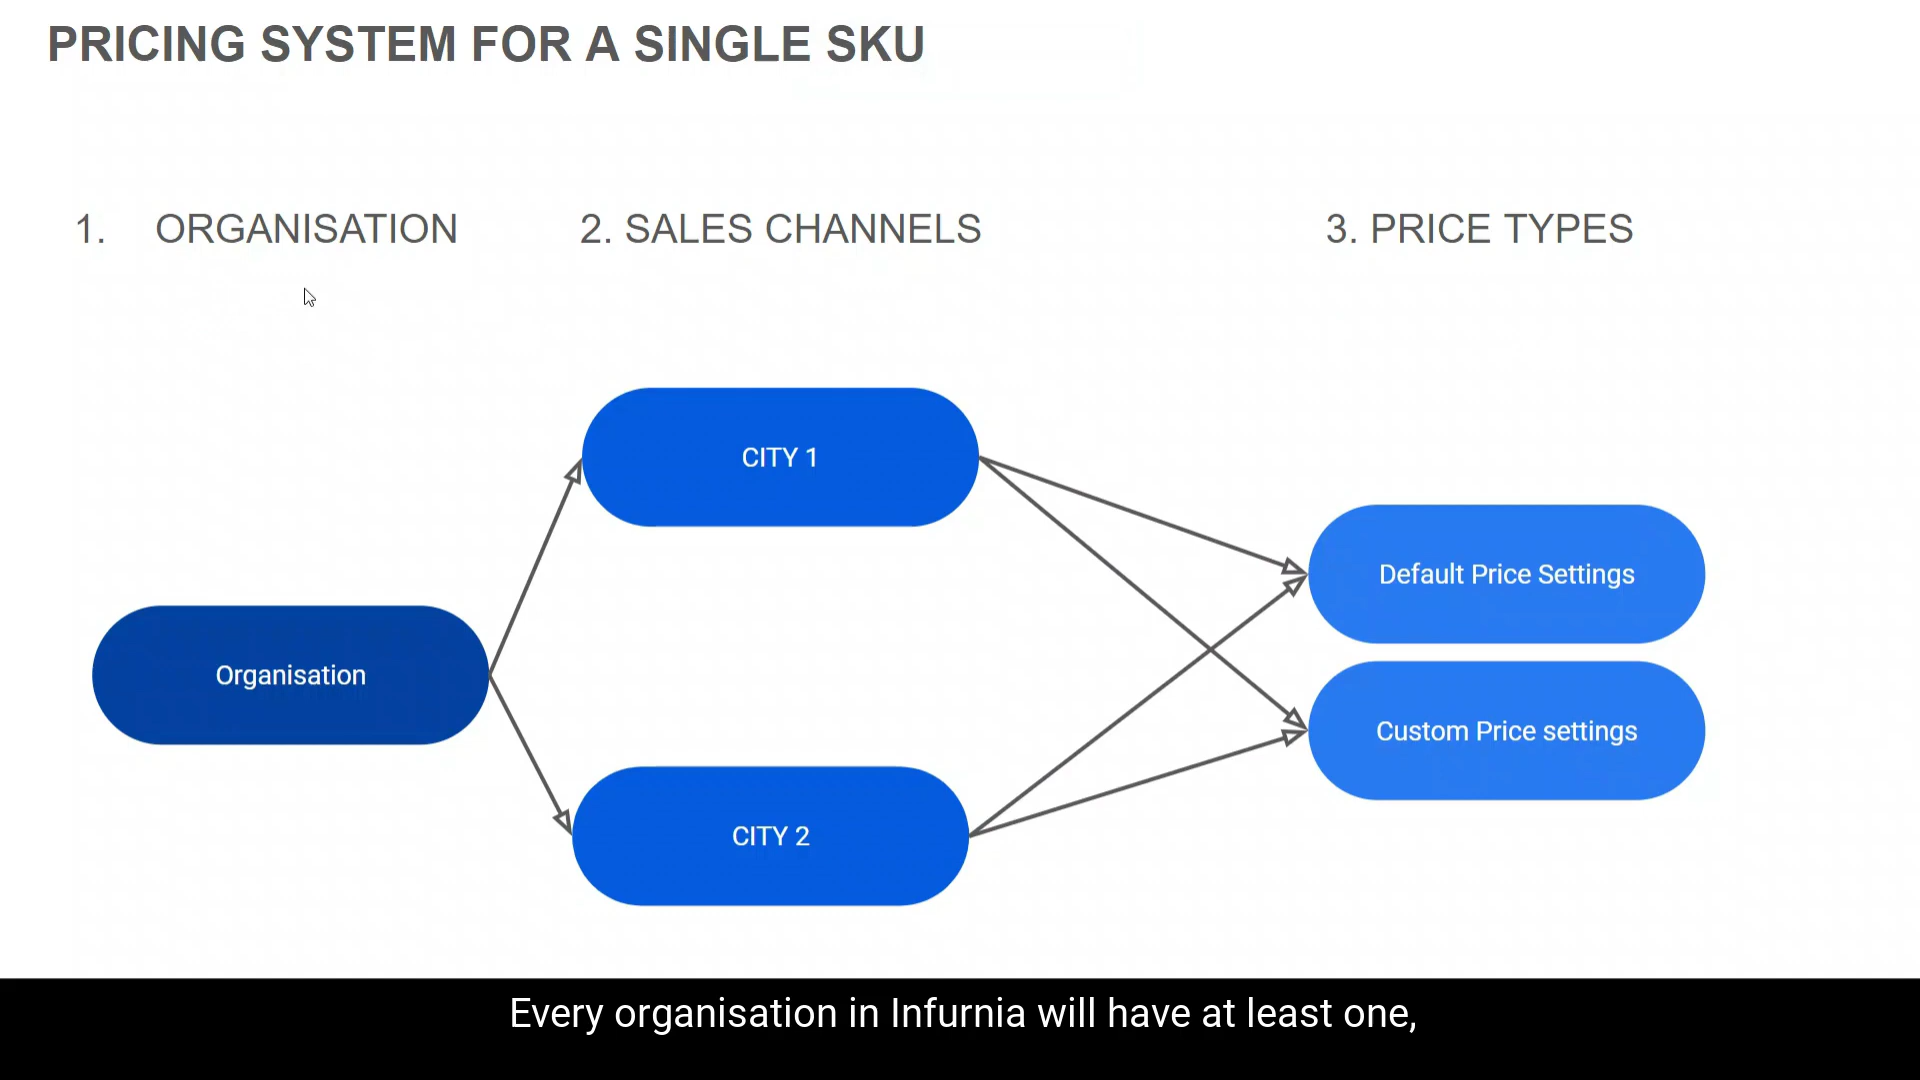 PRICING SYSTEM FOR A SINGLE SKU
1. ORGANISATION
2. SALES CHANNELS
3. PRICE TYPES
CITY 1
Default Price Settings
Organisation
Custom Price settings
CITY 2
Every organisation in Infurnia will have at least one,